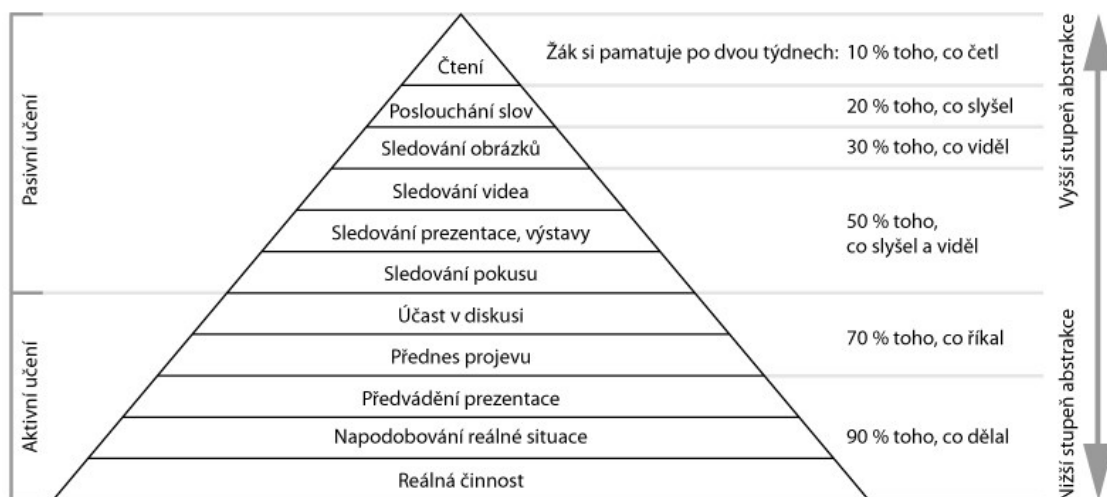 Pasivní učení
Čtení
Žák si pamatuje po dvou týdnech: 10 % toho, co četl
Vyšší stupeň abstrakce
Poslouchání slov
20 % toho, co slyšel
Sledování obrázků
30 % toho, co viděl
Sledování videa
Sledování prezentace, výstavy
50 % toho,
co slyšel a viděl
Sledování pokusu
Aktivní učení
Účast v diskusi
70 % toho, co říkal
Přednes projevu
Nižší stupeň abstrakce
Předvádění prezentace
Napodobování reálné situace
90 % toho, co dělal
Reálná činnost